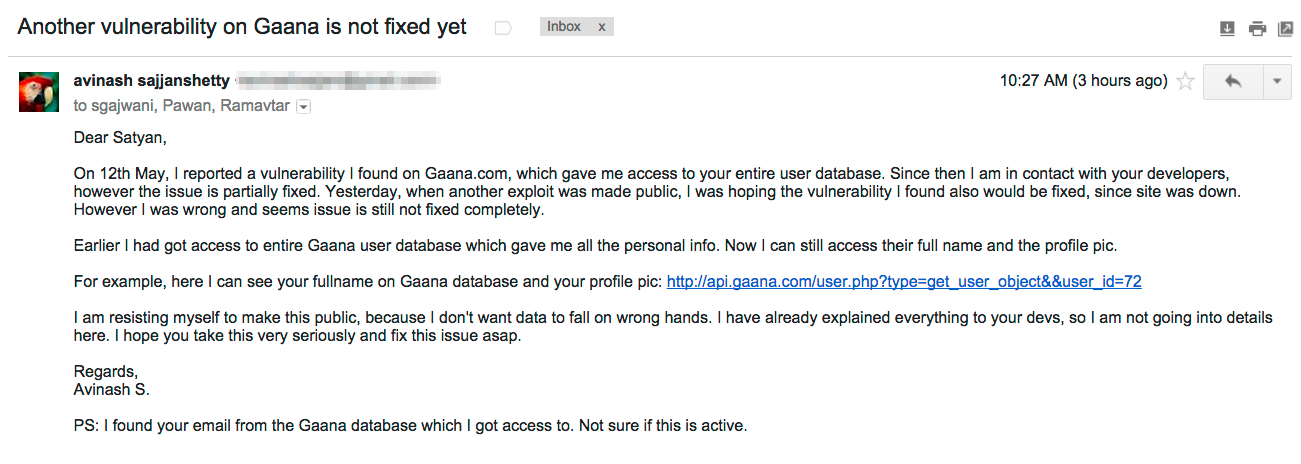 Another vulnerability on Gaana is not fixed yet
Inbox x
avinash sajjanshetty
10:27 AM (3 hours ago)
to sgajwani, Pawan, Ramavtar
Dear Satyan,
On 12th May, I reported a vulnerability I found on Gaana.com, which gave me access to your entire user database. Since then I am in contact with your developers,
however the issue is partially fixed. Yesterday, when another exploit was made public, I was hoping the vulnerability I found also would be fixed, since site was down.
However I was wrong and seems issue is still not fixed completely.
Earlier I had got access to entire Gaana user database which gave me all the personal info. Now I can still access their full name and the profile pic.
For example, here I can see your fullname on Gaana database and your profile pic: http://api.gaana.com/user.php?type=get_user_object&&user_id=72
I am resisting myself to make this public, because I don't want data to fall on wrong hands. I have already explained everything to your devs, so I am not going into details
here. I hope you take this very seriously and fix this issue asap.
Regards,
Avinash S.
PS: I found your email from the Gaana database which I got access to. Not sure if this is active.